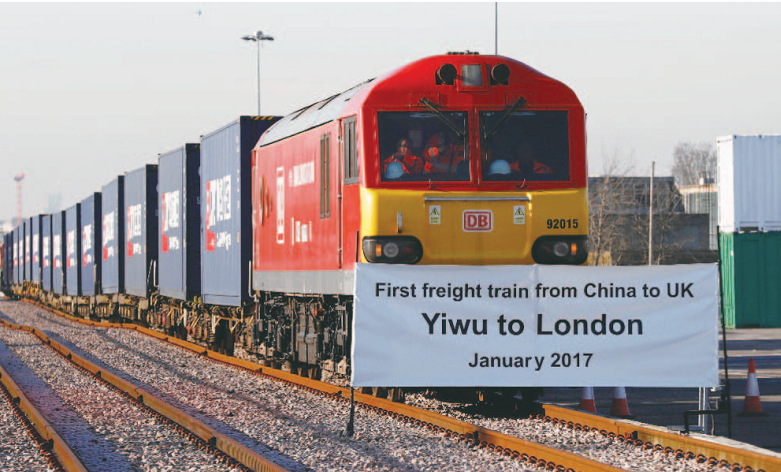 DB
92015
First freight train from China to UK
Yiwu to London
January 2017